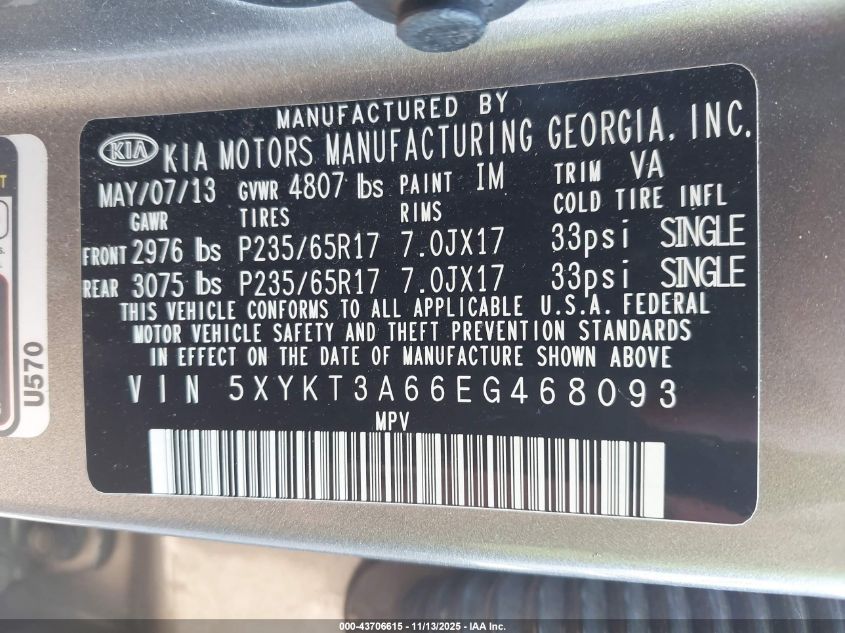 MANUFACTURED BY
KIA KIA MOTORS MANUFACTURING GEORGIA, INC.
MAY/07/13 GVWR 4807 lbs PAINT IM TRIM VA
GAWR TIRES RIMS COLD TIRE INFL
FRONT 2976 lbs P235/65R17 7.0JX17 33psi SINGLE
REAR 3075 lbs P235/65R17 7.0JX17 33psi SINGLE
THIS VEHICLE CONFORMS TO ALL APPLICABLE U.S.A. FEDERAL
MOTOR VEHICLE SAFETY AND THEFT PREVENTION STANDARDS
IN EFFECT ON THE DATE OF MANUFACTURE SHOWN ABOVE
VIN 5XYKT3A66EG468093
MPV
U570
000-43706615 - 11/13/2025 - IAA Inc.